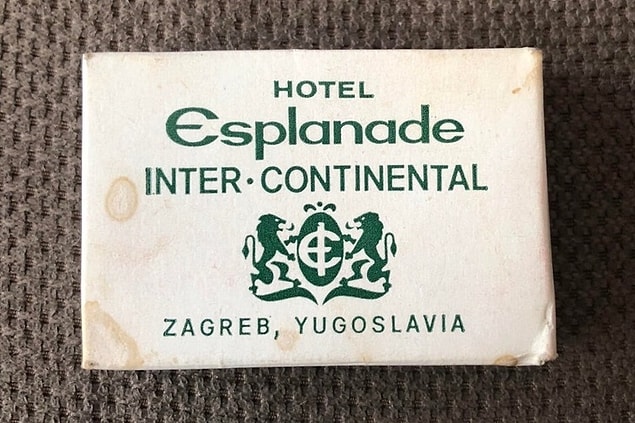 HOTEL
Esplanade
INTER·CONTINENTAL
ZAGREB, YUGOSLAVIA